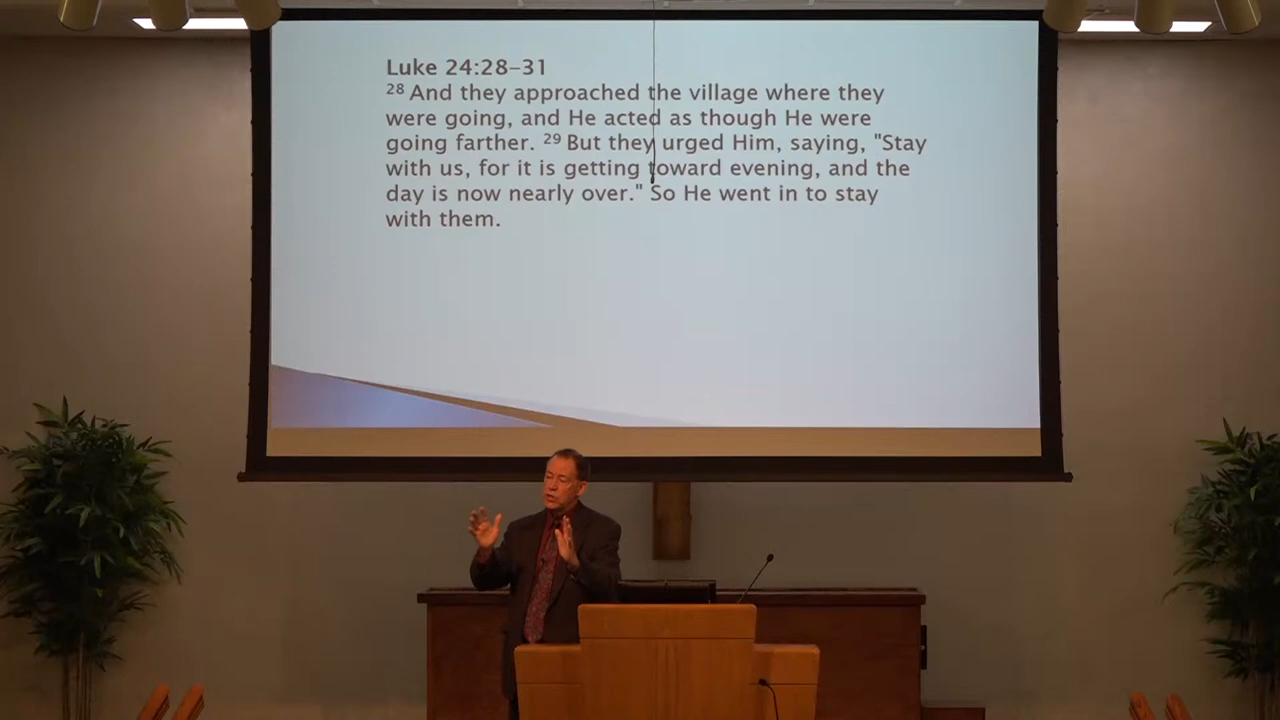 Luke 24:28–31
28 And they approached the village where they
were going, and He acted as though He were
going farther. 29 But they urged Him, saying, "Stay
with us, for it is getting toward evening, and the
day is now nearly over." So He went in to stay
with them.